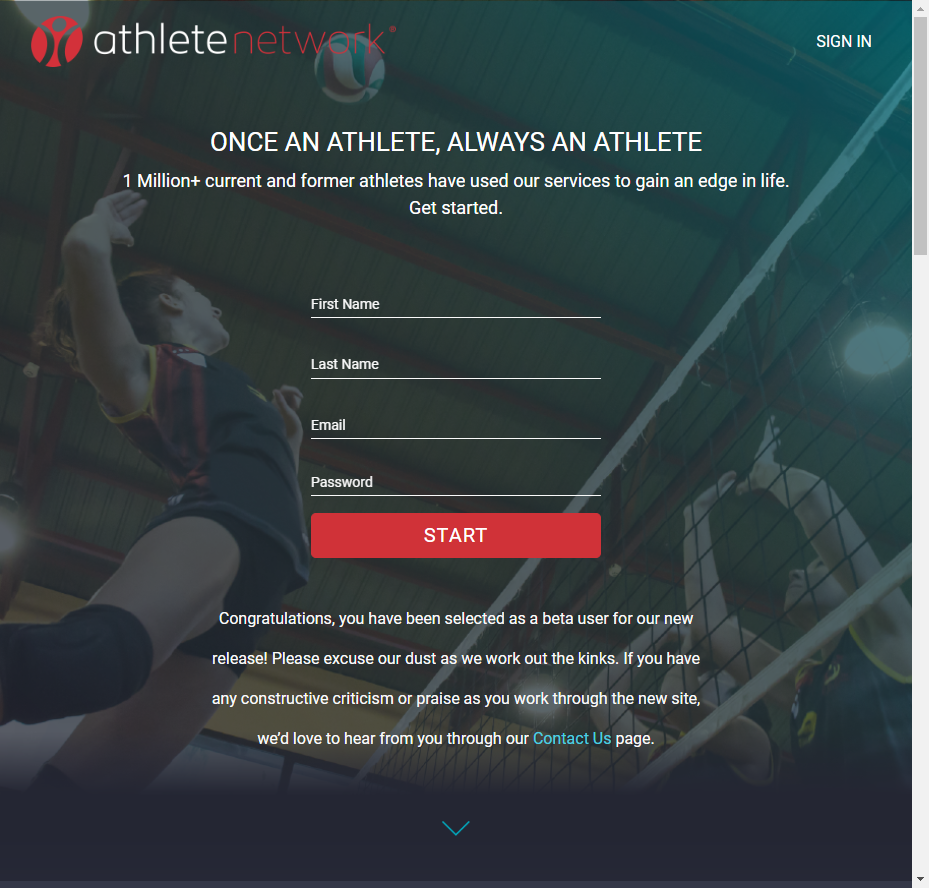 athletenetwork®
SIGN IN
ONCE AN ATHLETE, ALWAYS AN ATHLETE
1 Million+ current and former athletes have used our services to gain an edge in life.
Get started.
First Name
Last Name
Email
Password
START
Congratulations, you have been selected as a beta user for our new
release! Please excuse our dust as we work out the kinks. If you have
any constructive criticism or praise as you work through the new site,
we’d love to hear from you through our Contact Us page.